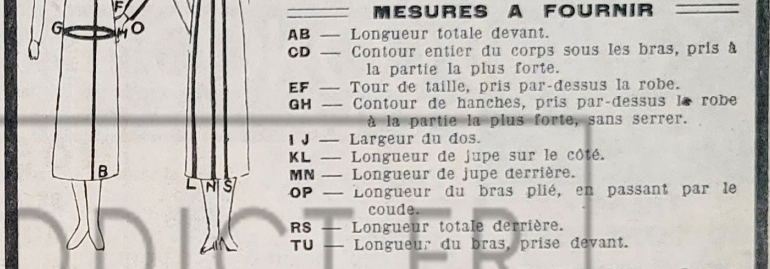 MESURES A FOURNIR
AB — Longueur totale devant.
CD — Contour entier du corps sous les bras, pris à
la partie la plus forte.
EF — Tour de taille, pris par-dessus la robe.
GH — Contour de hanches, pris par-dessus la robe
à la partie la plus forte, sans serrer.
I J — Largeur du dos.
KL — Longueur de jupe sur le côté.
MN — Longueur de jupe derrière.
OP — Longueur du bras plié, en passant par le
coude.
RS — Longueur totale derrière.
TU — Longueur du bras, prise devant.
F
G H O
B
L N S